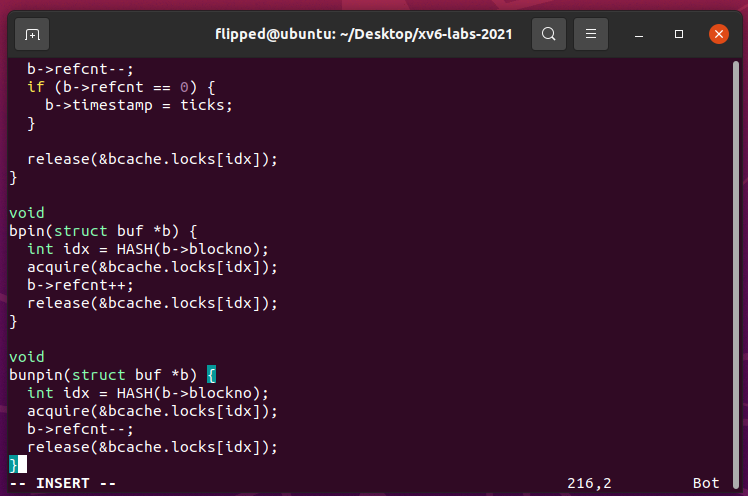 flipped@ubuntu: ~/Desktop/xv6-labs-2021
  b->refcnt--;
  if (b->refcnt == 0) {
    b->timestamp = ticks;
  }

  release(&bcache.locks[idx]);
}

void
bpin(struct buf *b) {
  int idx = HASH(b->blockno);
  acquire(&bcache.locks[idx]);
  b->refcnt++;
  release(&bcache.locks[idx]);
}

void
bunpin(struct buf *b) {
  int idx = HASH(b->blockno);
  acquire(&bcache.locks[idx]);
  b->refcnt--;
  release(&bcache.locks[idx]);
}
-- INSERT -- 216,2 Bot